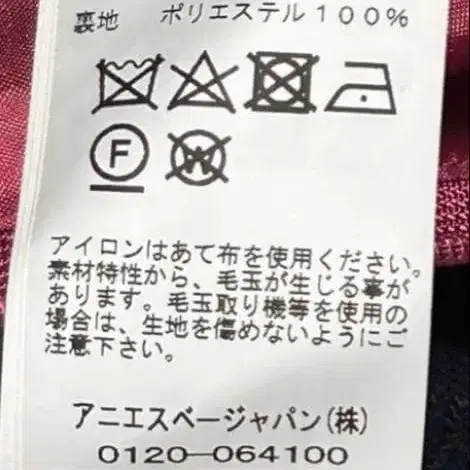 裏地 ポリエステル100%
F W
アイロンはあて布を使用ください。
素材特性から、毛玉が生じる事が
あります。毛玉取り機等を使用の
場合は、生地を傷めないようにご
注意下さい。
アニエスベージャパン(株)
0120-064100